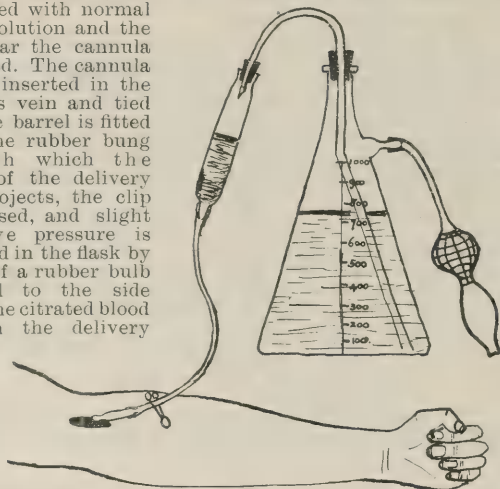 ed with normal
olution and the
ar the cannula
d. The cannula
inserted in the
s vein and tied
e barrel is fitted
he rubber bung
h which the
of the delivery
ojects, the clip
sed, and slight
e pressure is
d in the flask by
f a rubber bulb
d to the side
he citrated blood
the delivery
1000
900
800
700
600
500
400
300
200
100